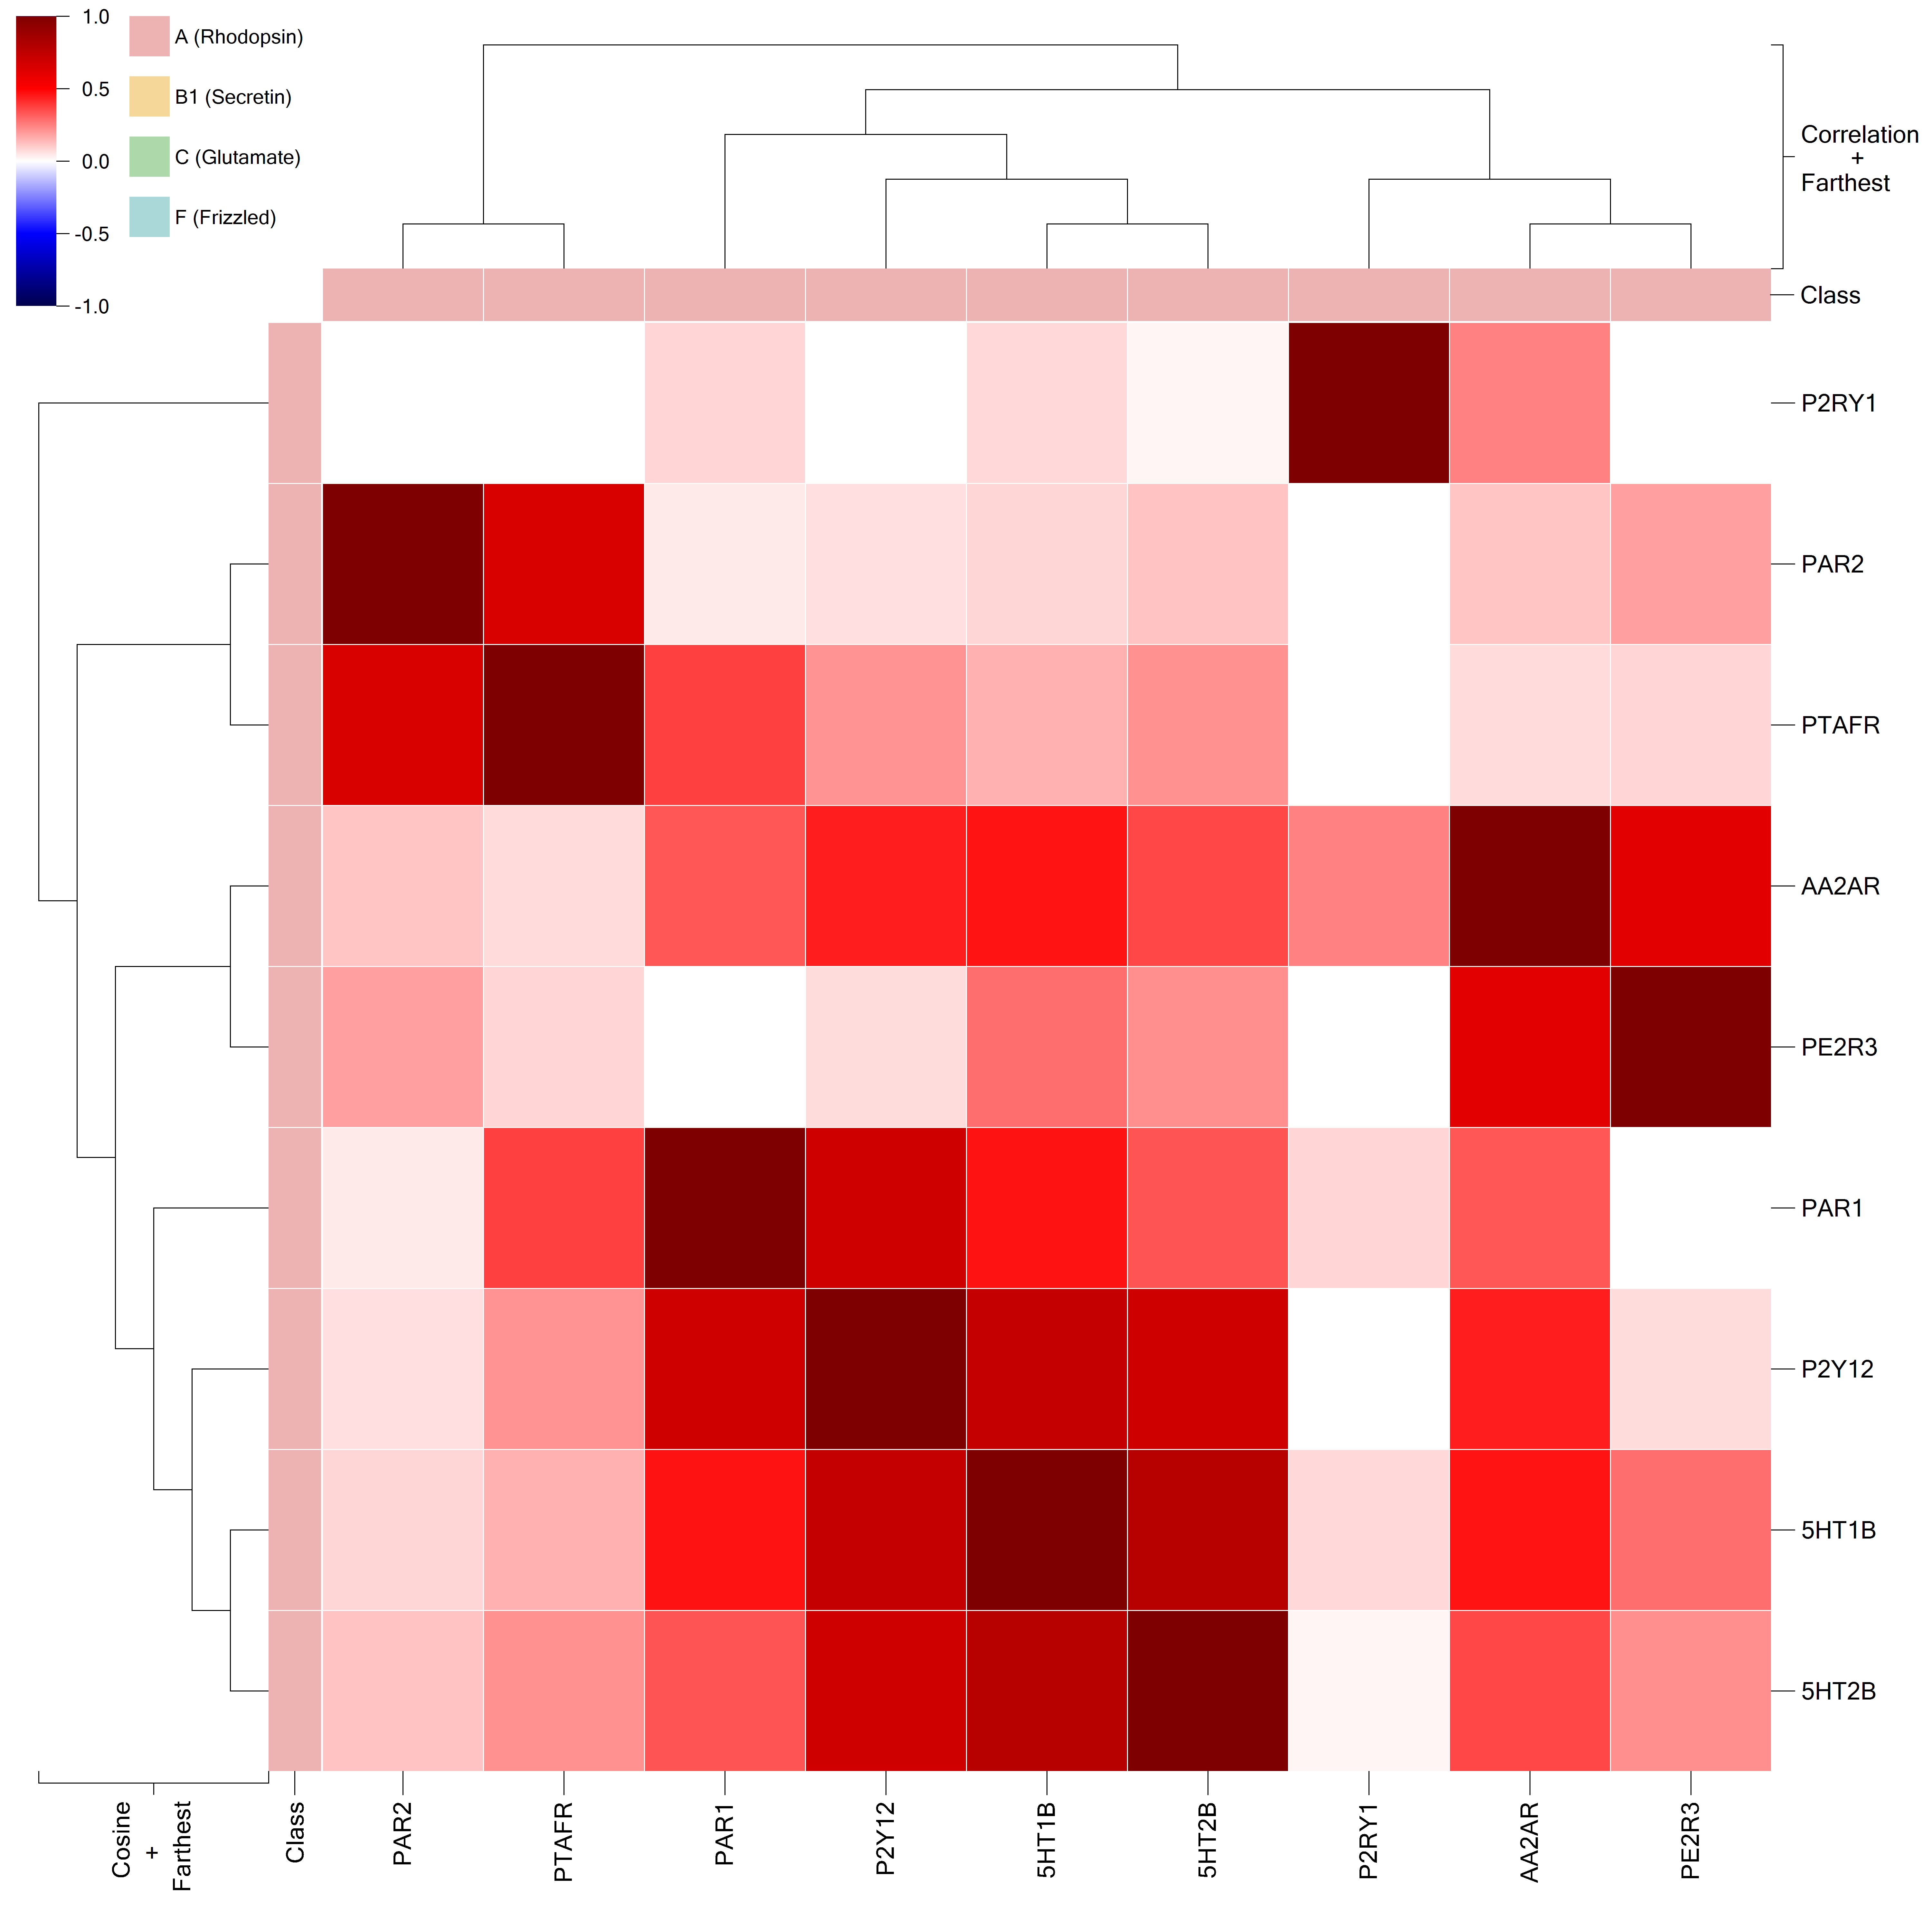 1.0
0.5
0.0
-0.5
-1.0
A (Rhodopsin)
B1 (Secretin)
C (Glutamate)
F (Frizzled)
Correlation
+
Farthest
Class
P2RY1
PAR2
PTAFR
AA2AR
PE2R3
PAR1
P2Y12
5HT1B
5HT2B
Cosine
+
Farthest
Class
PAR2
PTAFR
PAR1
P2Y12
5HT1B
5HT2B
P2RY1
AA2AR
PE2R3